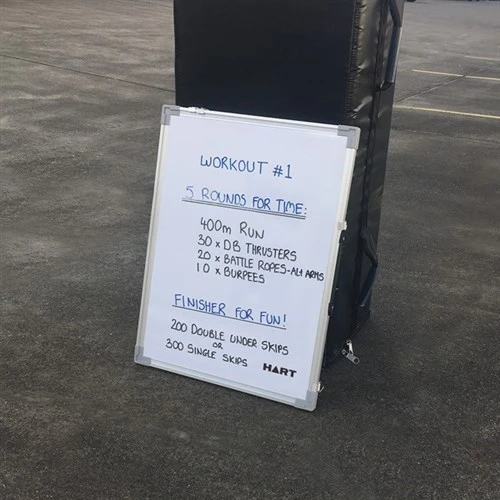 WORKOUT #1
5 ROUNDS FOR TIME:
400m RUN
30 x DB THRUSTERS
20 x BATTLE ROPES-Alt ARMS
10 x BURPEES
FINISHER FOR FUN!
200 DOUBLE UNDER SKIPS
OR
300 SINGLE SKIPS
HART